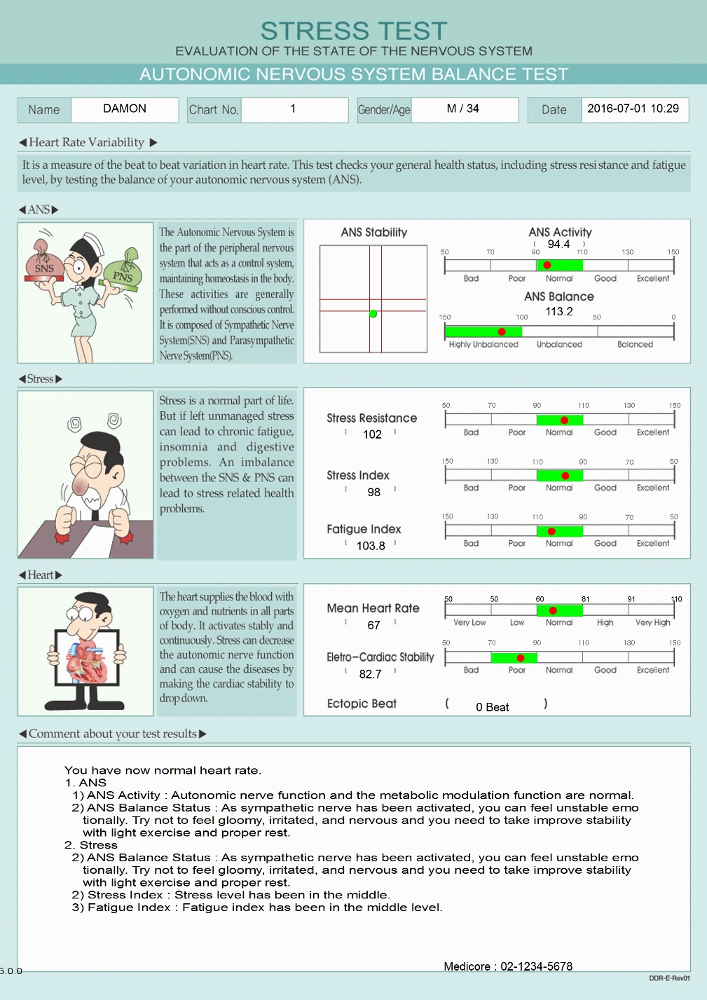 STRESS TEST
EVALUATION OF THE STATE OF THE NERVOUS SYSTEM
AUTONOMIC NERVOUS SYSTEM BALANCE TEST
Name DAMON Chart No. 1 Gender/Age M / 34 Date 2016-07-01 10:29
◀Heart Rate Variability ▶
It is a measure of the beat to beat variation in heart rate. This test checks your general health status, including stress resistance and fatigue
level, by testing the balance of your autonomic nervous system (ANS).
◀ANS▶
SNS
PNS
The Autonomic Nervous System is
the part of the peripheral nervous
system that acts as a control system,
maintaining homeostasis in the body.
These activities are generally
performed without conscious control.
It is composed of Sympathetic Nerve
System(SNS) and Parasympathetic
Nerve System(PNS).
ANS Stability
ANS Activity
( 94.4 )
50 70 90 110 130 150
Bad Poor Normal Good Excellent
ANS Balance
113.2
150 100 50 0
Highly Unbalanced Unbalanced Balanced
◀Stress▶
Stress is a normal part of life.
But if left unmanaged stress
can lead to chronic fatigue,
insomnia and digestive
problems. An imbalance
between the SNS & PNS can
lead to stress related health
problems.
50 70 90 110 130 150
Stress Resistance
( 102 )
Bad Poor Normal Good Excellent
150 130 110 90 70 50
Stress Index
( 98 )
Bad Poor Normal Good Excellent
150 130 110 90 70 50
Fatigue Index
( 103.8 )
Bad Poor Normal Good Excellent
◀Heart▶
The heart supplies the blood with
oxygen and nutrients in all parts
of body. It activates stably and
continuously. Stress can decrease
the autonomic nerve function
and can cause the diseases by
making the cardiac stability to
drop down.
50 50 60 81 91 110
Mean Heart Rate
( 67 )
Very Low Low Normal High Very High
50 70 90 110 130 150
Eletro-Cardiac Stability
( 82.7 )
Bad Poor Normal Good Excellent
Ectopic Beat ( 0 Beat )
◀Comment about your test results▶
You have now normal heart rate.
1. ANS
1) ANS Activity : Autonomic nerve function and the metabolic modulation function are normal.
2) ANS Balance Status : As sympathetic nerve has been activated, you can feel unstable emo
tionally. Try not to feel gloomy, irritated, and nervous and you need to take improve stability
with light exercise and proper rest.
2. Stress
2) ANS Balance Status : As sympathetic nerve has been activated, you can feel unstable emo
tionally. Try not to feel gloomy, irritated, and nervous and you need to take improve stability
with light exercise and proper rest.
2) Stress Index : Stress level has been in the middle.
3) Fatigue Index : Fatigue index has been in the middle level.
Medicore : 02-1234-5678
5.0.0
DDR-E-Rev01